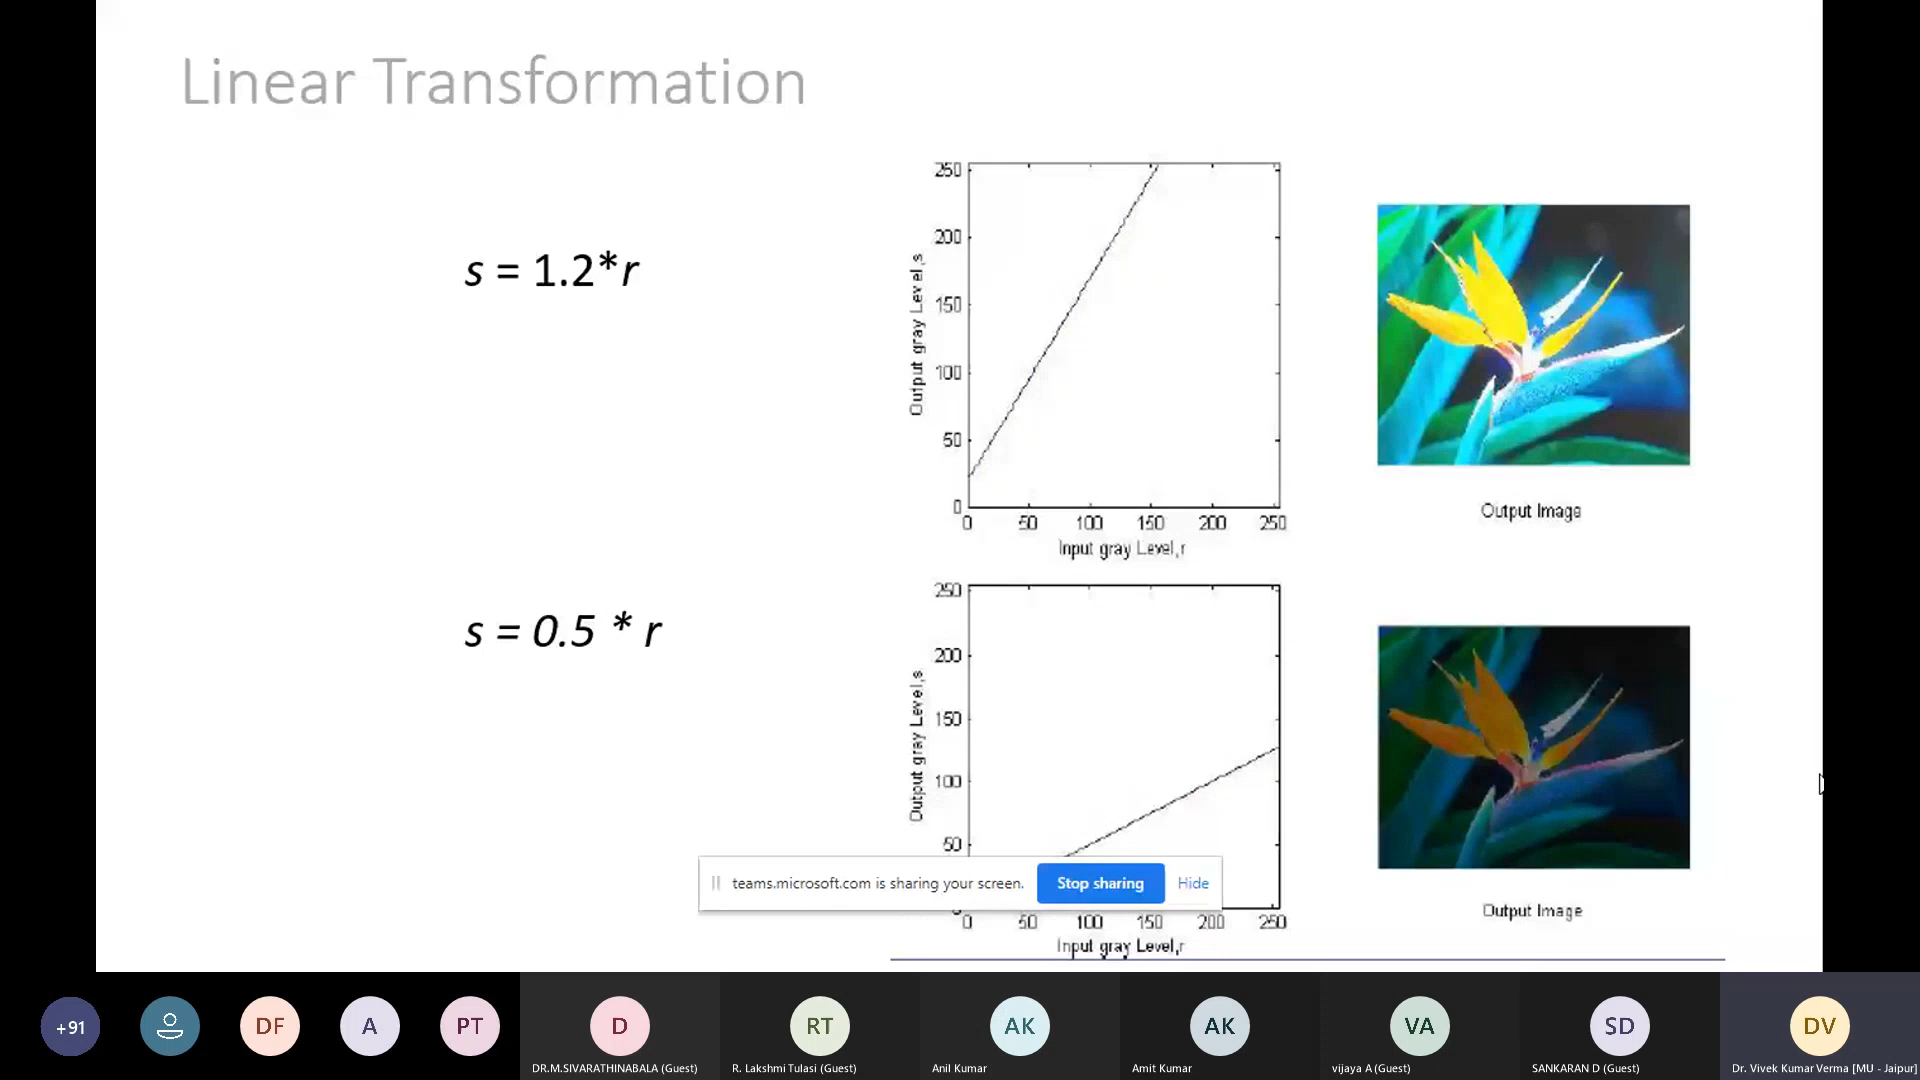 Linear Transformation
s = 1.2*r
250
200
150
100
50
0
Output gray Level,s
0 50 100 150 200 250
Input gray Level,r
Output Image
s = 0.5 * r
250
200
150
100
50
Output gray Level,s
0 50 100 150 200 250
Input gray Level,r
Output Image
teams.microsoft.com is sharing your screen. Stop sharing Hide
+91 DF A PT D RT AK AK VA SD DV
DR.M.SIVARATHINABALA (Guest) R. Lakshmi Tulasi (Guest) Anil Kumar Amit Kumar vijaya A (Guest) SANKARAN D (Guest) Dr. Vivek Kumar Verma [MU - Jaipur]